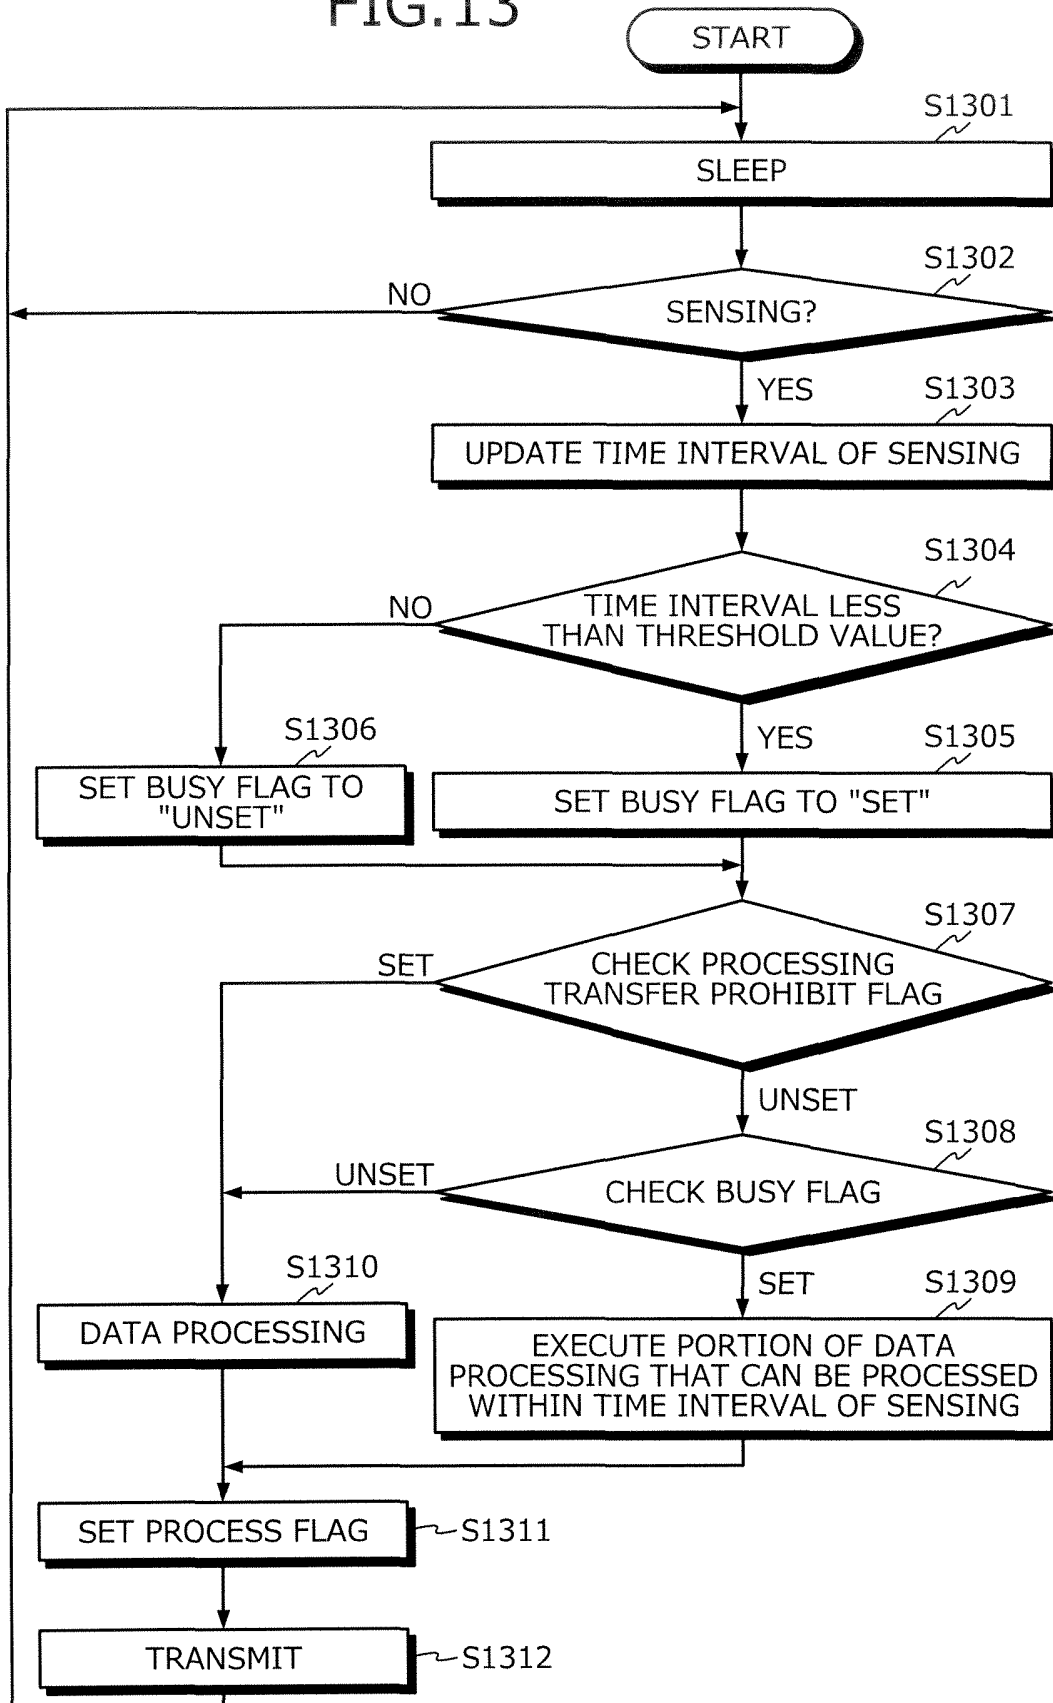 FIG.13
START
S1301
SLEEP
S1302
NO
SENSING?
YES
S1303
UPDATE TIME INTERVAL OF SENSING
S1304
NO
TIME INTERVAL LESS
THAN THRESHOLD VALUE?
YES
S1306
S1305
SET BUSY FLAG TO
"UNSET"
SET BUSY FLAG TO "SET"
S1307
SET
CHECK PROCESSING
TRANSFER PROHIBIT FLAG
UNSET
S1308
UNSET
CHECK BUSY FLAG
SET
S1310
S1309
DATA PROCESSING
EXECUTE PORTION OF DATA
PROCESSING THAT CAN BE PROCESSED
WITHIN TIME INTERVAL OF SENSING
SET PROCESS FLAG
S1311
TRANSMIT
S1312